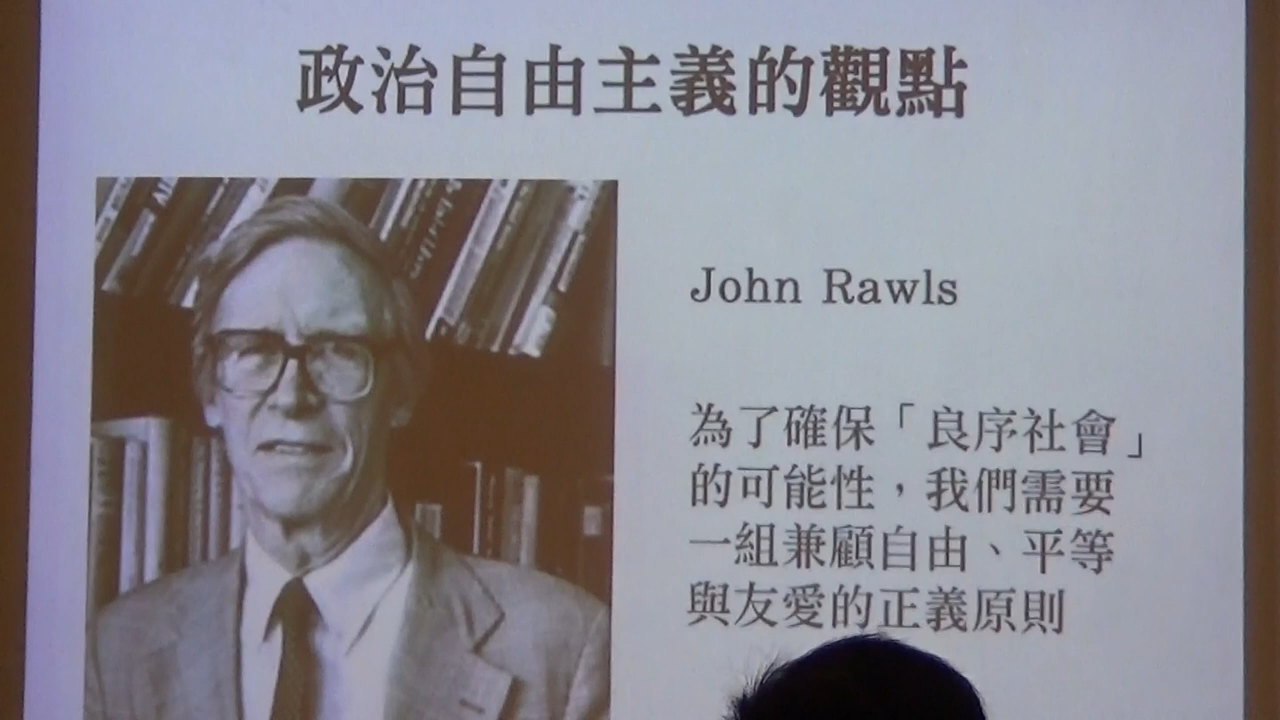 政治自由主義的觀點
John Rawls
為了確保「良序社會」
的可能性，我們需要
一組兼顧自由、平等
與友愛的正義原則